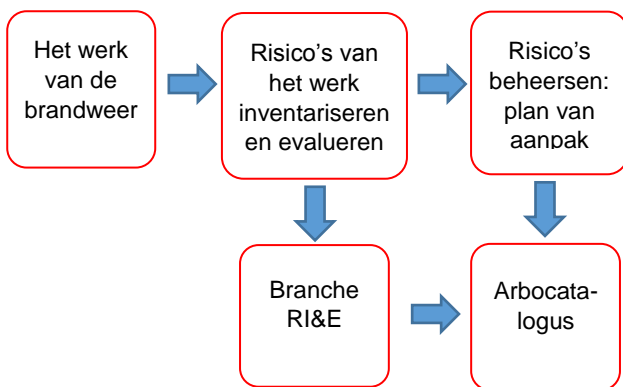 Het werk
van de
brandweer
Risico’s van
het werk
inventariseren
en evalueren
Risico’s
beheersen:
plan van
aanpak
Branche
RI&E
Arbocata-
logus